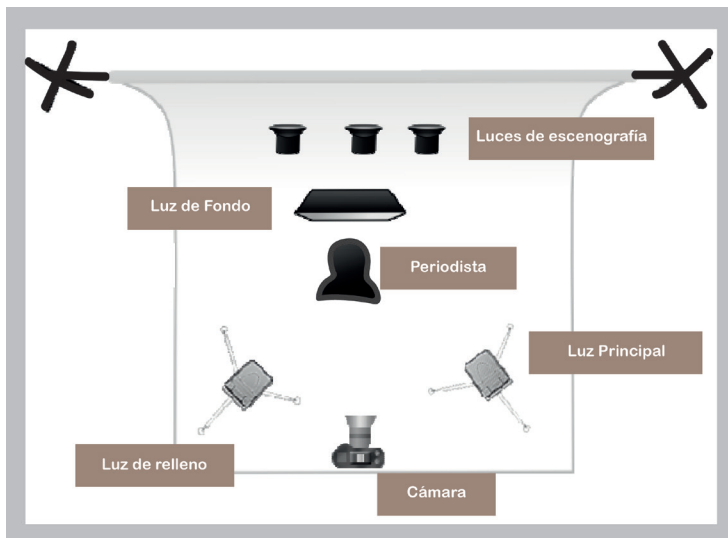 Luces de escenografía
Luz de Fondo
Periodista
Luz Principal
Luz de relleno
Cámara